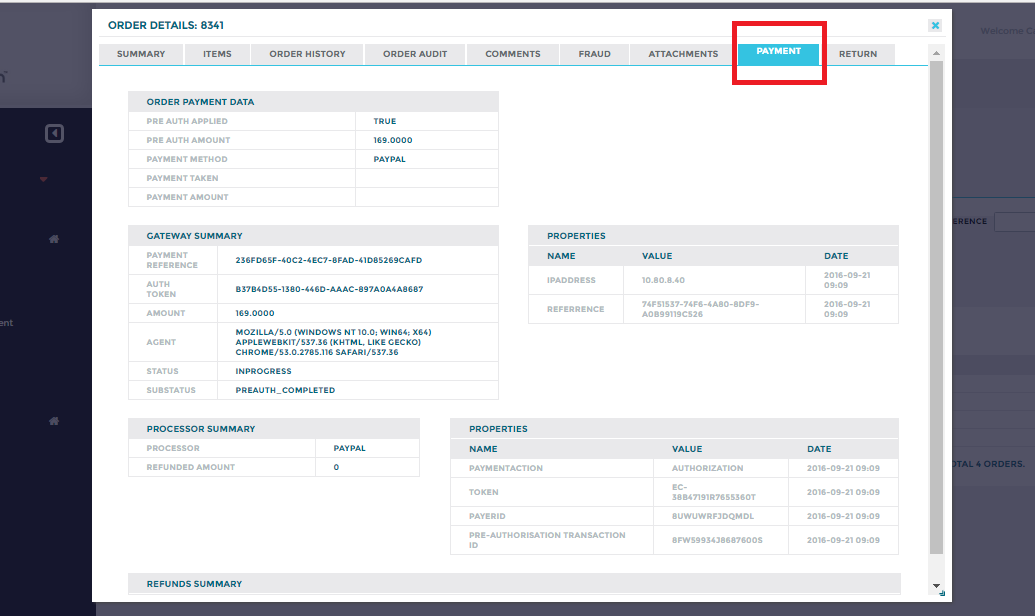 ORDER DETAILS: 8341
Welcome C
SUMMARY ITEMS ORDER HISTORY ORDER AUDIT COMMENTS FRAUD ATTACHMENTS PAYMENT RETURN
ORDER PAYMENT DATA
PRE AUTH APPLIED TRUE
PRE AUTH AMOUNT 169.0000
PAYMENT METHOD PAYPAL
PAYMENT TAKEN
PAYMENT AMOUNT
ERENCE
GATEWAY SUMMARY
PAYMENT
REFERENCE
236FD65F-40C2-4EC7-8FAD-41D85269CAFD
AUTH
TOKEN
B37B4D55-1380-446D-AAAC-897A0A4A8687
AMOUNT 169.0000
AGENT
MOZILLA/5.0 (WINDOWS NT 10.0; WIN64; X64)
APPLEWEBKIT/537.36 (KHTML, LIKE GECKO)
CHROME/53.0.2785.116 SAFARI/537.36
STATUS INPROGRESS
SUBSTATUS PREAUTH_COMPLETED
PROPERTIES
NAME VALUE DATE
IPADDRESS 10.80.8.40
2016-09-21
09:09
REFERRENCE
74F51537-74F6-4A80-8DF9-
A0B99119C526
2016-09-21
09:09
ent
PROCESSOR SUMMARY
PROCESSOR PAYPAL
REFUNDED AMOUNT 0
PROPERTIES
NAME VALUE DATE
PAYMENTACTION AUTHORIZATION 2016-09-21 09:09
TOKEN
EC-
38B47191R7655360T
2016-09-21 09:09
PAYERID 8UWUWRFJDQMDL 2016-09-21 09:09
PRE-AUTHORISATION TRANSACTION
ID
8FW59934J8687600S
2016-09-21 09:09
OTAL 4 ORDERS.
REFUNDS SUMMARY